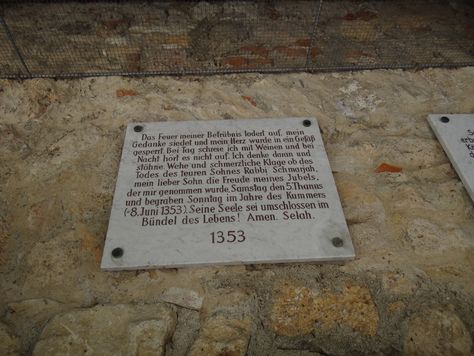 Das Feuer meiner Betrübnis lodert auf, mein
Gedanke siedet und mein Herz wurde in ein Gefäß
gesperrt. Bei Tag schreie ich mit Weinen und bei
Nacht hört es nicht auf. Ich denke daran und
stöhne. Wehe und schmerzliche Klage ob des
Todes des teuren Sohnes Rabbi Schmarjah,
mein lieber Sohn, die Freude meines Jubels,
der mir genommen wurde, Samstag den 5. Thanus
und begraben Sonntag im Jahre des Kummers
(=8. Juni 1353). Seine Seele sei umschlossen im
Bündel des Lebens! Amen. Selah.
1353